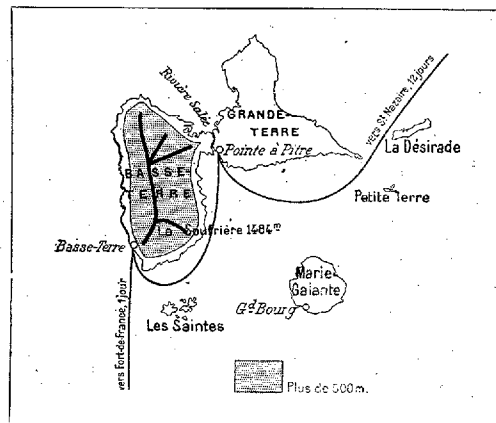 Rivière Salée
GRANDE-
TERRE
Pointe à Pitre
vers St Nazaire, 12 jours
La Désirade
Petite Terre
BASSE-
TERRE
La Soufrière 1484m
Basse-Terre
Marie-
Galante
Gd Bourg
Les Saintes
vers Fort-de-France, 1 jour
Plus de 500m.